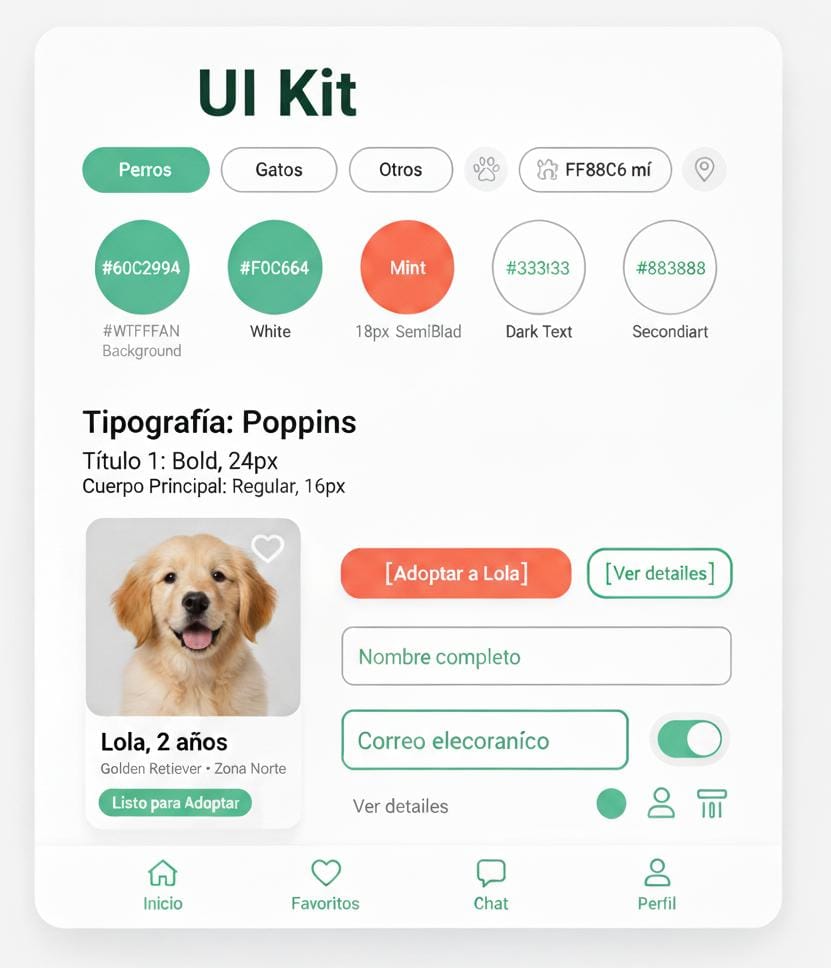 UI Kit
Perros
Gatos
Otros
FF88C6 mí
#60C2994
#F0C664
Mint
#333133
#883888
#WTFFFAN
Background
White
18px SemlBlad
Dark Text
Secondiart
Tipografía: Poppins
Título 1: Bold, 24px
Cuerpo Principal: Regular, 16px
[Adoptar a Lola]
[Ver detailes]
Nombre completo
Lola, 2 años
Golden Retiever • Zona Norte
Listo para Adoptar
Correo elecoraníco
Ver detailes
Inicio
Favoritos
Chat
Perfil